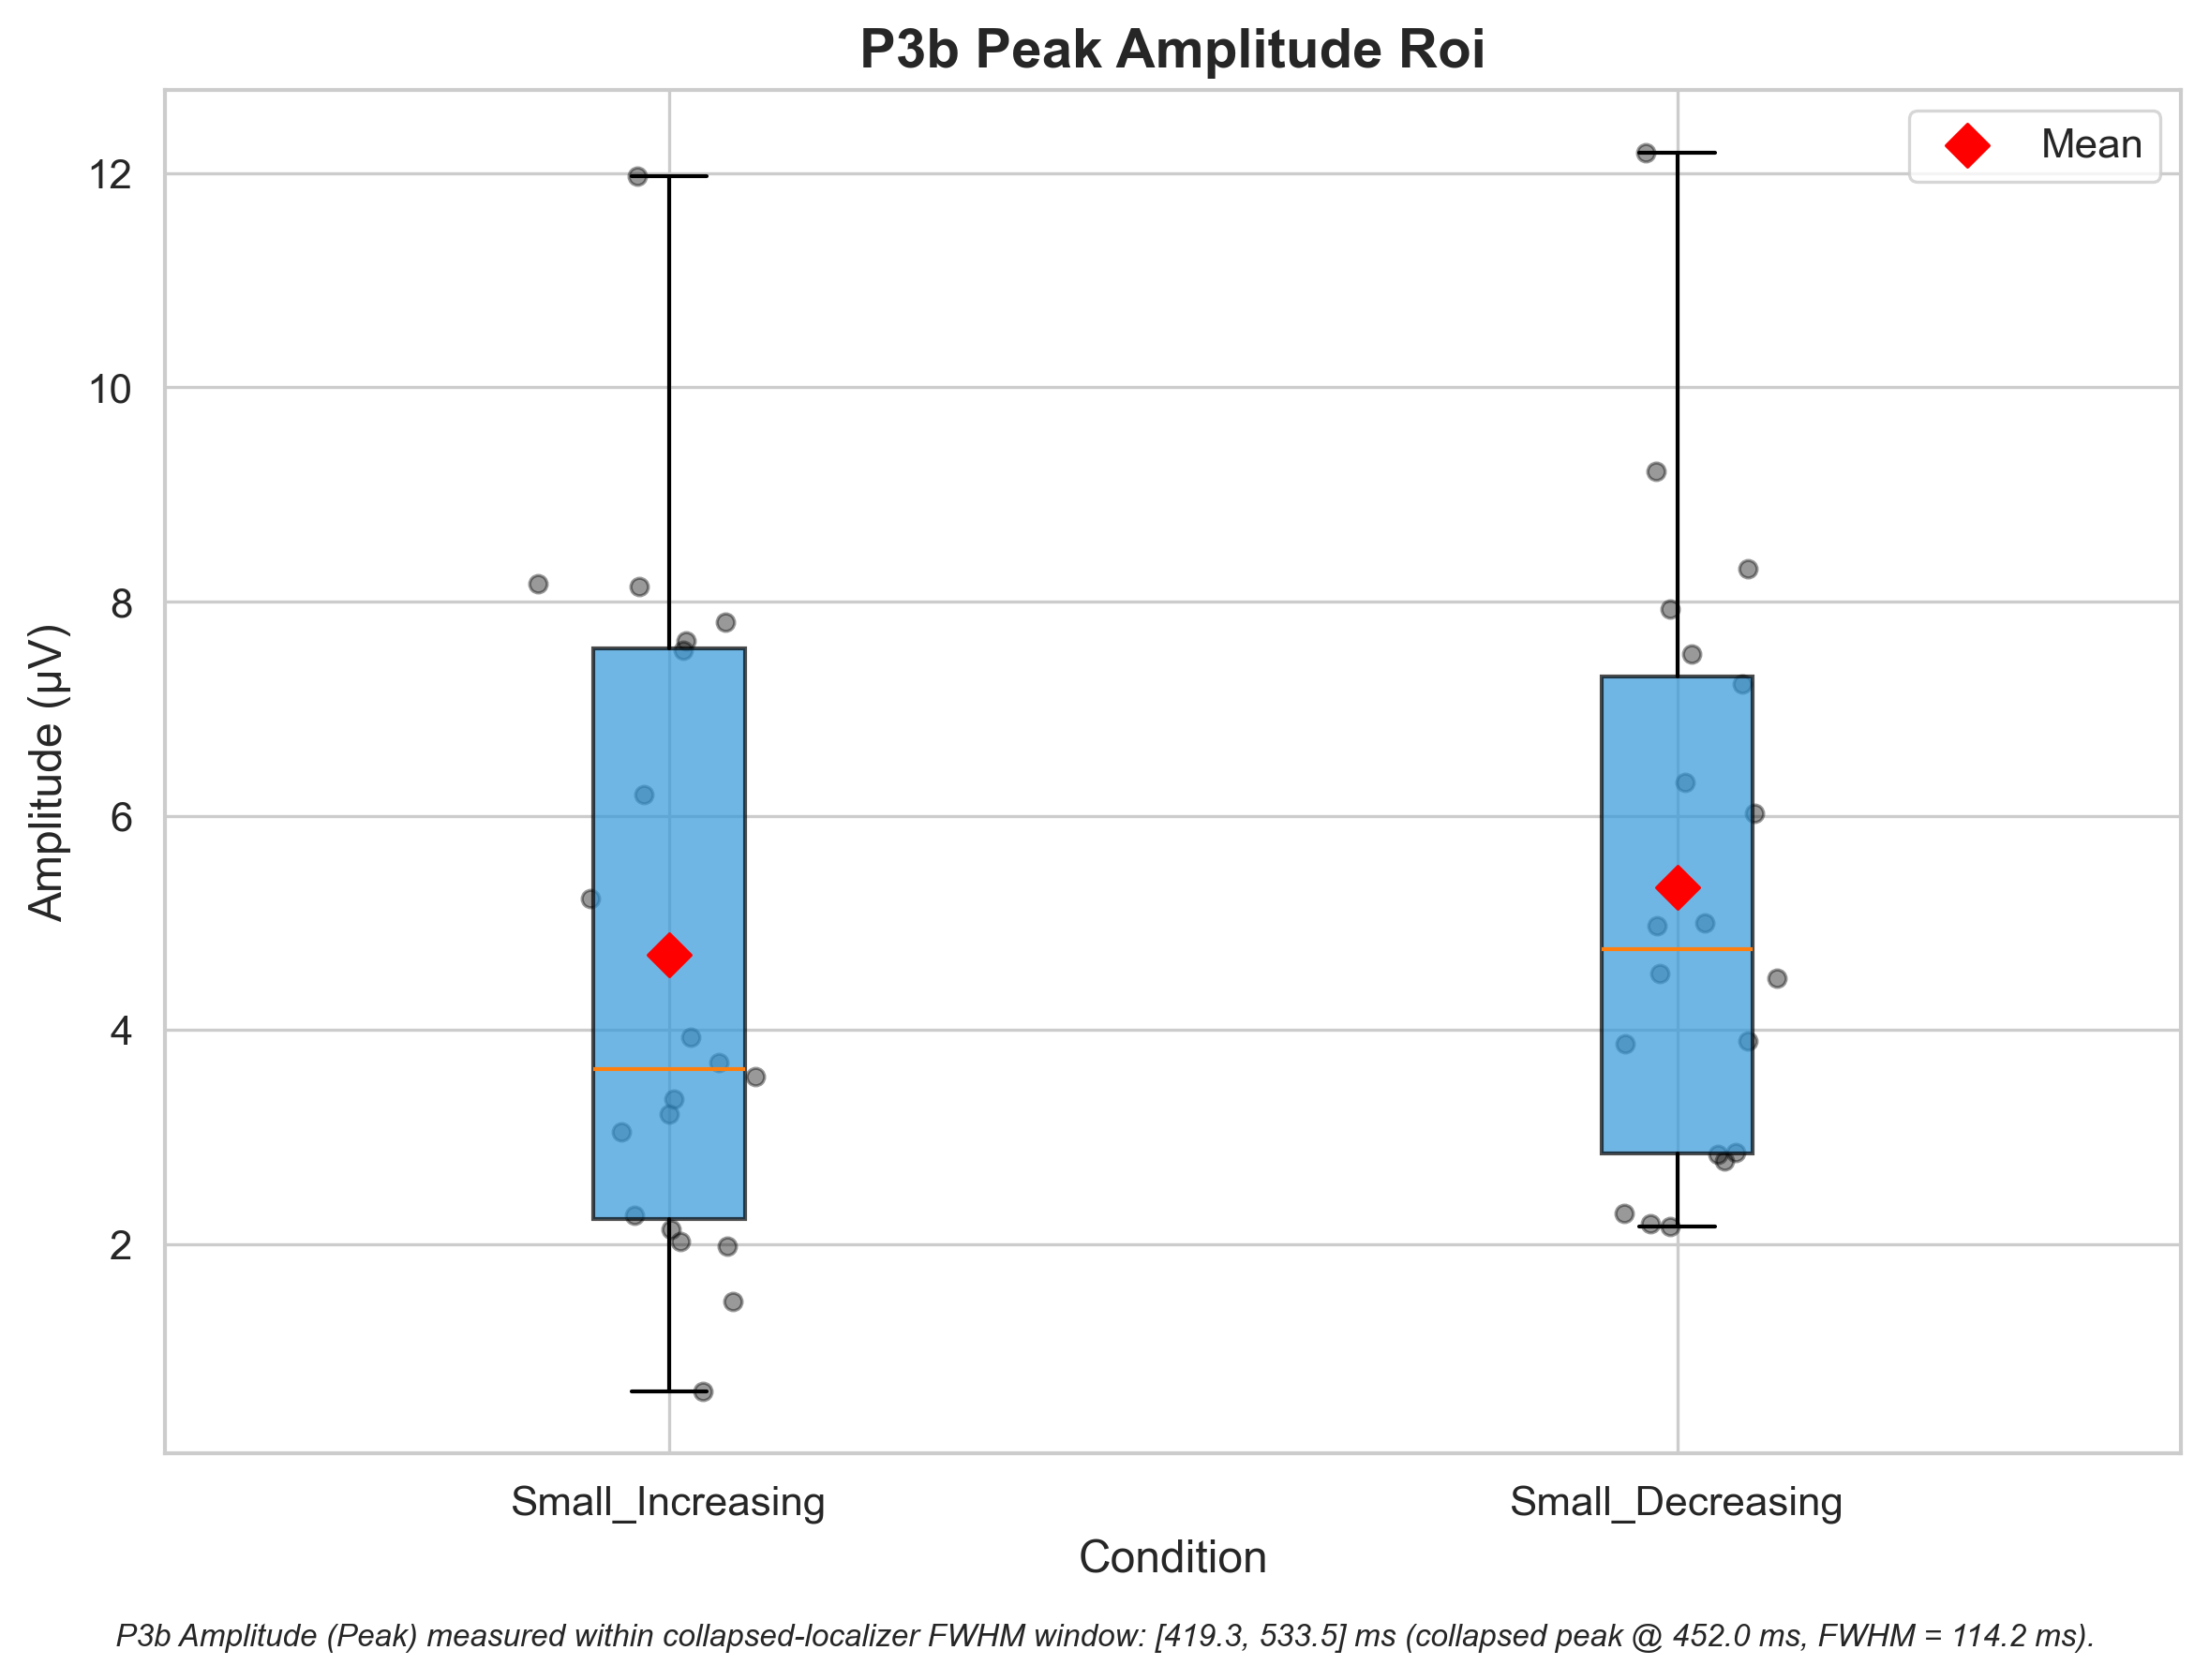 P3b Peak Amplitude Roi
Mean
12
10
8
6
4
2
Amplitude (µV)
Small_Increasing
Small_Decreasing
Condition
P3b Amplitude (Peak) measured within collapsed-localizer FWHM window: [419.3, 533.5] ms (collapsed peak @ 452.0 ms, FWHM = 114.2 ms).